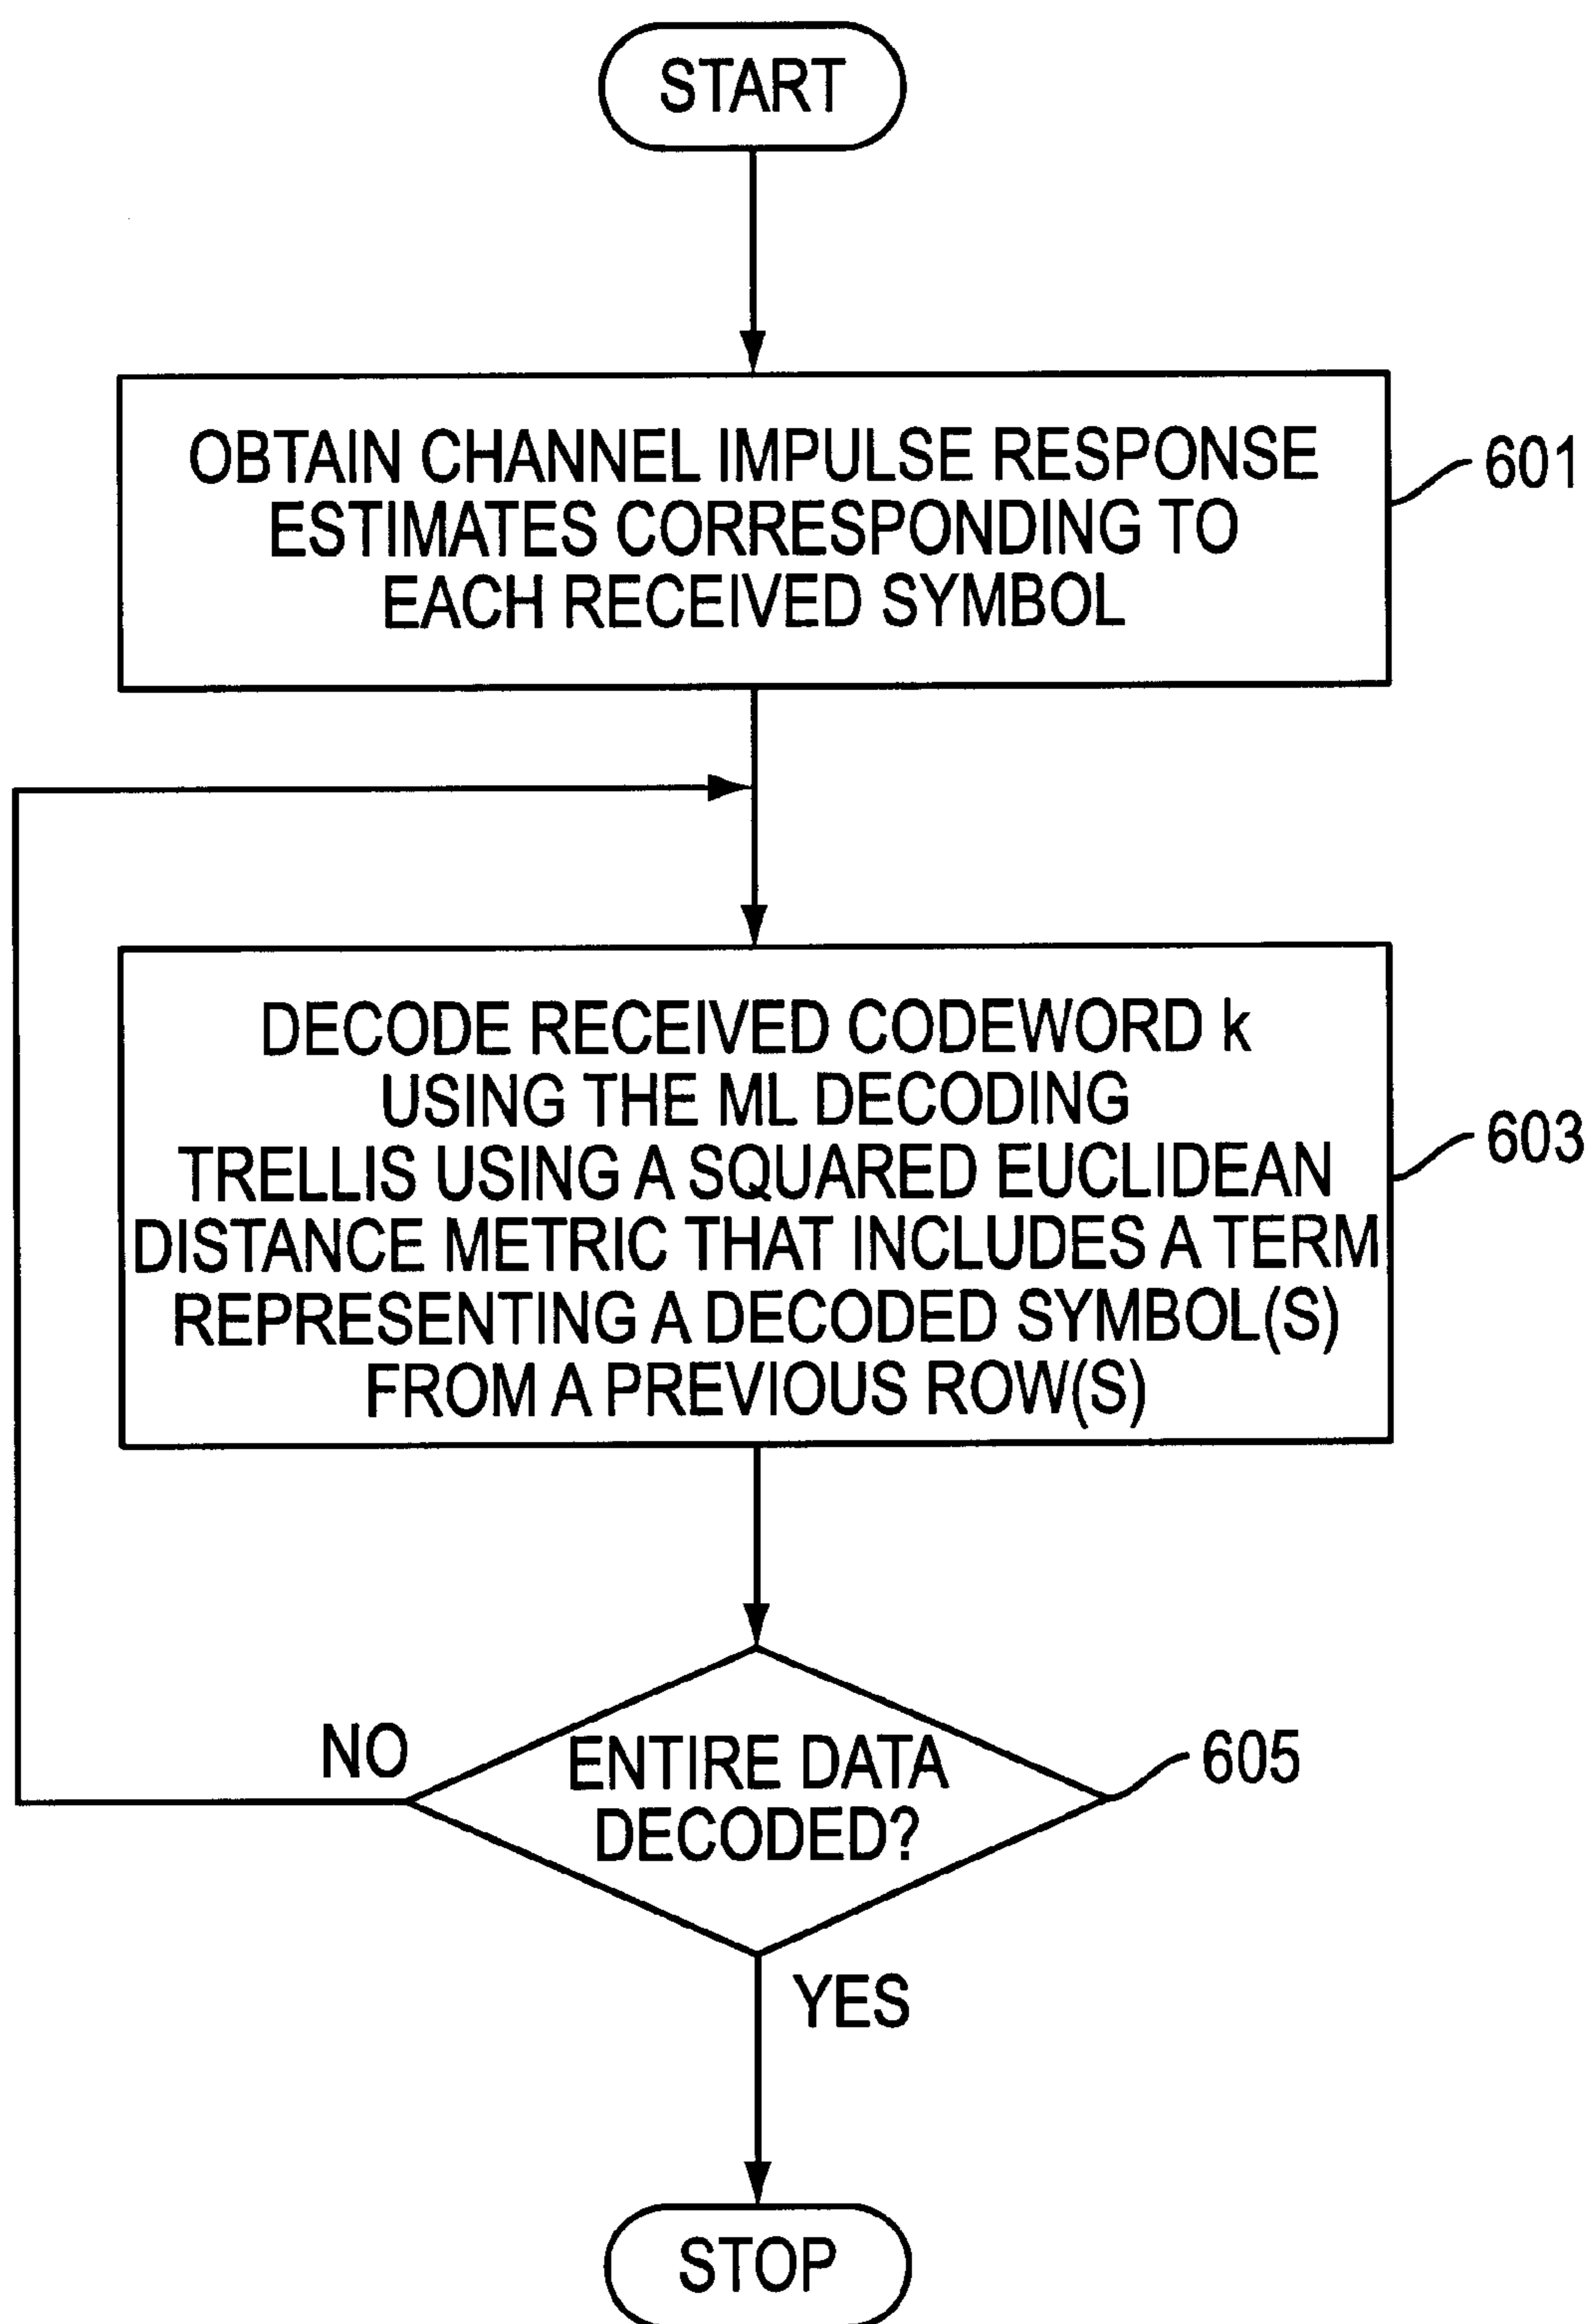 START
OBTAIN CHANNEL IMPULSE RESPONSE
ESTIMATES CORRESPONDING TO
EACH RECEIVED SYMBOL
601
DECODE RECEIVED CODEWORD k
USING THE ML DECODING
TRELLIS USING A SQUARED EUCLIDEAN
DISTANCE METRIC THAT INCLUDES A TERM
REPRESENTING A DECODED SYMBOL(S)
FROM A PREVIOUS ROW(S)
603
NO
ENTIRE DATA
DECODED?
605
YES
STOP